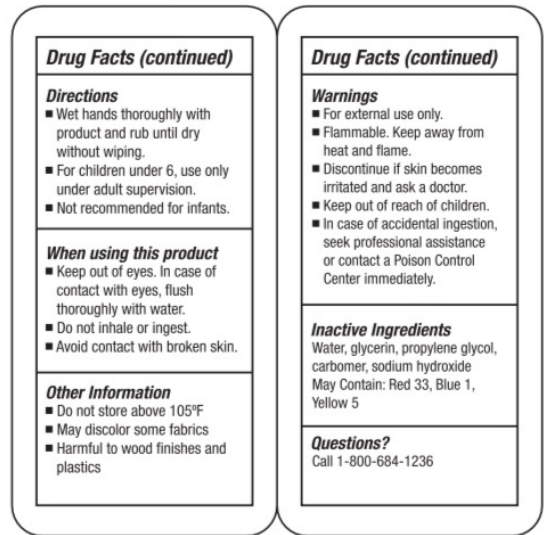 Drug Facts (continued)
Directions
■ Wet hands thoroughly with
product and rub until dry
without wiping.
■ For children under 6, use only
under adult supervision.
■ Not recommended for infants.
When using this product
■ Keep out of eyes. In case of
contact with eyes, flush
thoroughly with water.
■ Do not inhale or ingest.
■ Avoid contact with broken skin.
Other Information
■ Do not store above 105ºF
■ May discolor some fabrics
■ Harmful to wood finishes and
plastics
Drug Facts (continued)
Warnings
■ For external use only.
■ Flammable. Keep away from
heat and flame.
■ Discontinue if skin becomes
irritated and ask a doctor.
■ Keep out of reach of children.
■ In case of accidental ingestion,
seek professional assistance
or contact a Poison Control
Center immediately.
Inactive Ingredients
Water, glycerin, propylene glycol,
carbomer, sodium hydroxide
May Contain: Red 33, Blue 1,
Yellow 5
Questions?
Call 1-800-684-1236